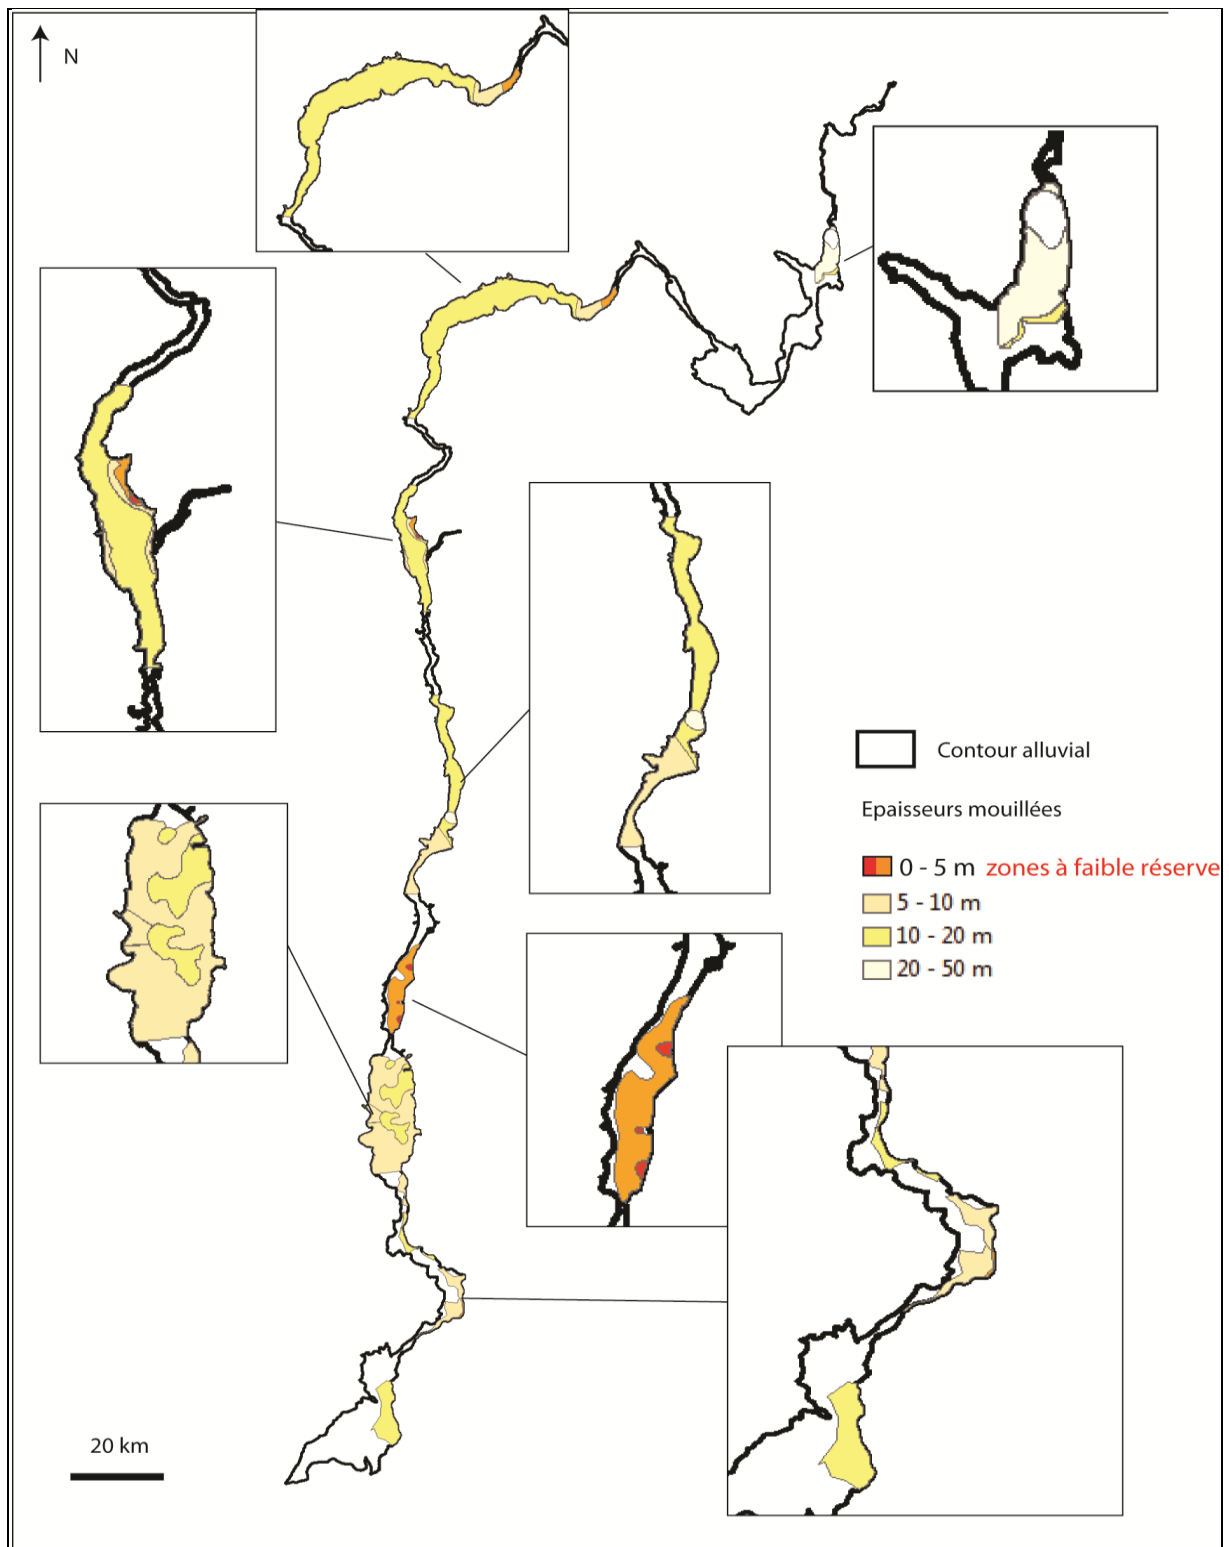 N
Contour alluvial
Epaisseurs mouillées
0 - 5 m zones à faible réserve
5 - 10 m
10 - 20 m
20 - 50 m
20 km